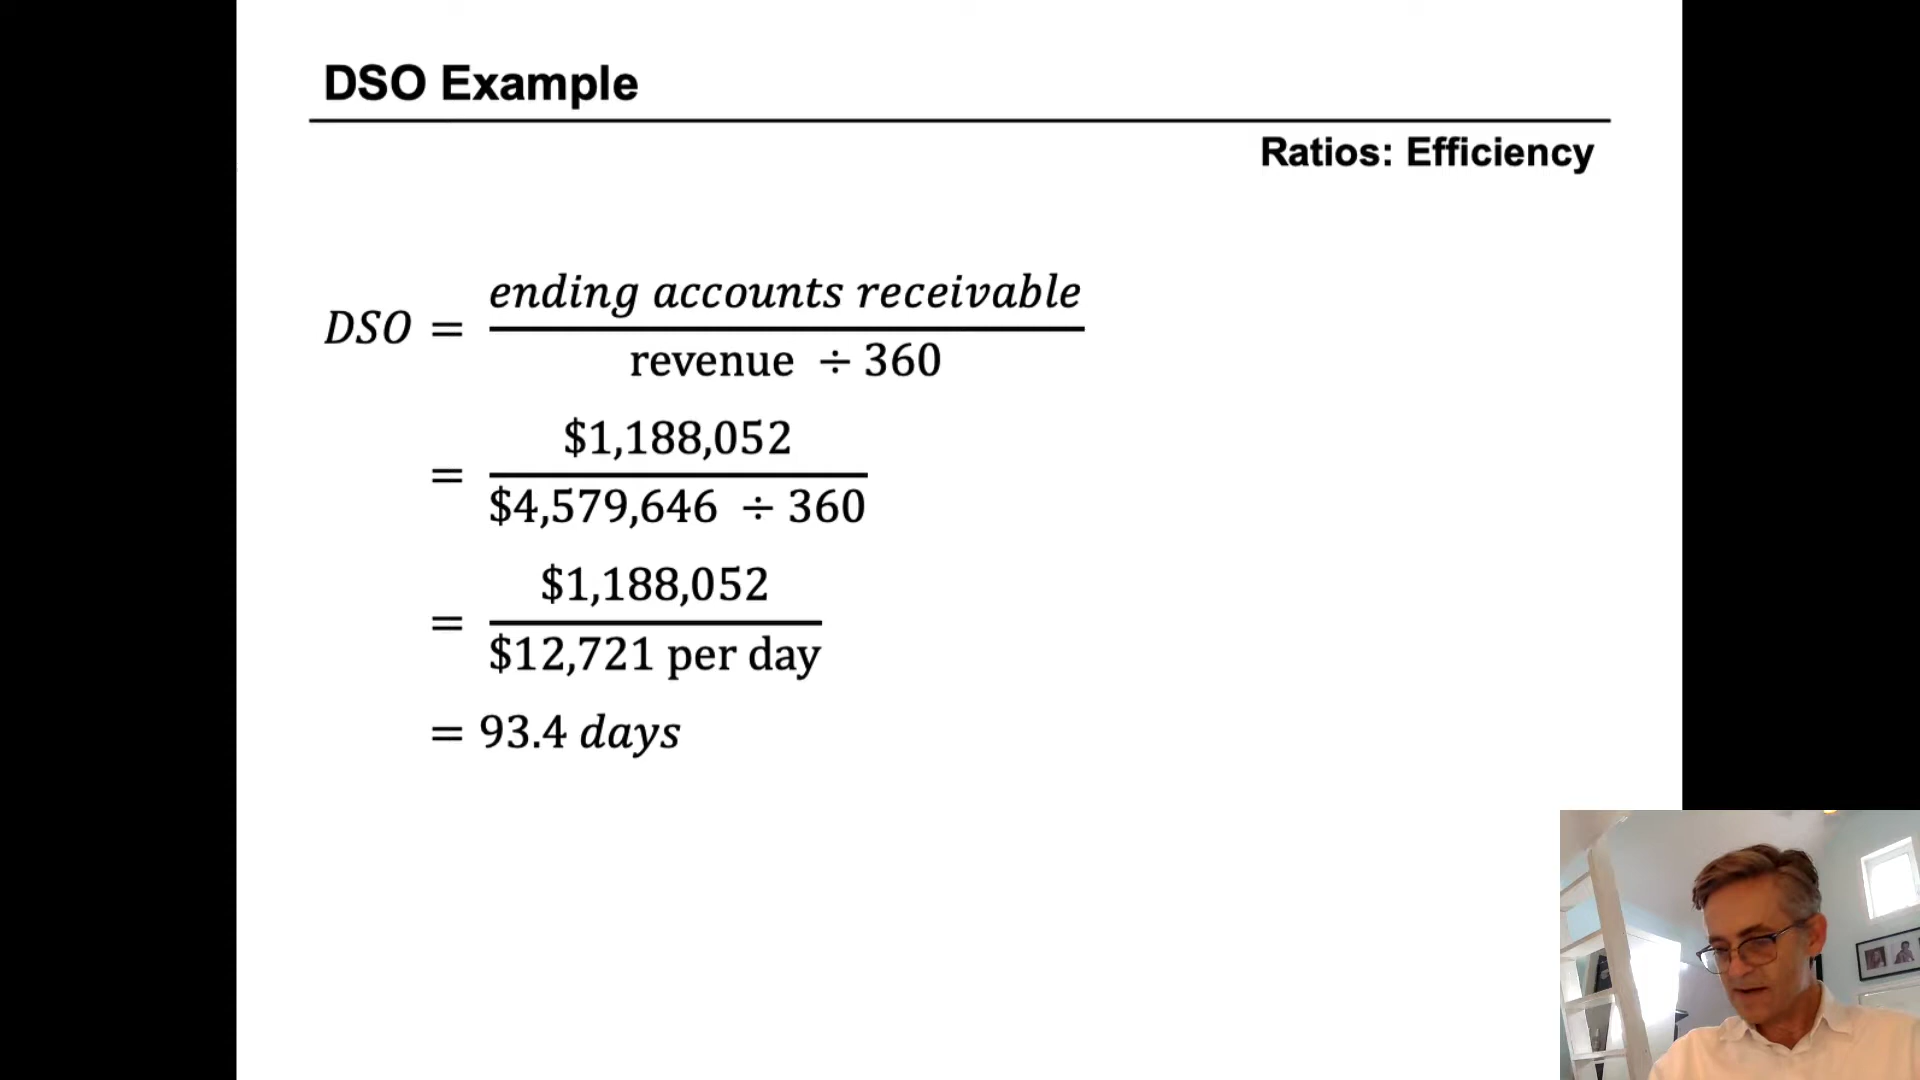 DSO Example
Ratios: Efficiency
DSO = ending accounts receivable
revenue ÷ 360
= $1,188,052
$4,579,646 ÷ 360
= $1,188,052
$12,721 per day
= 93.4 days